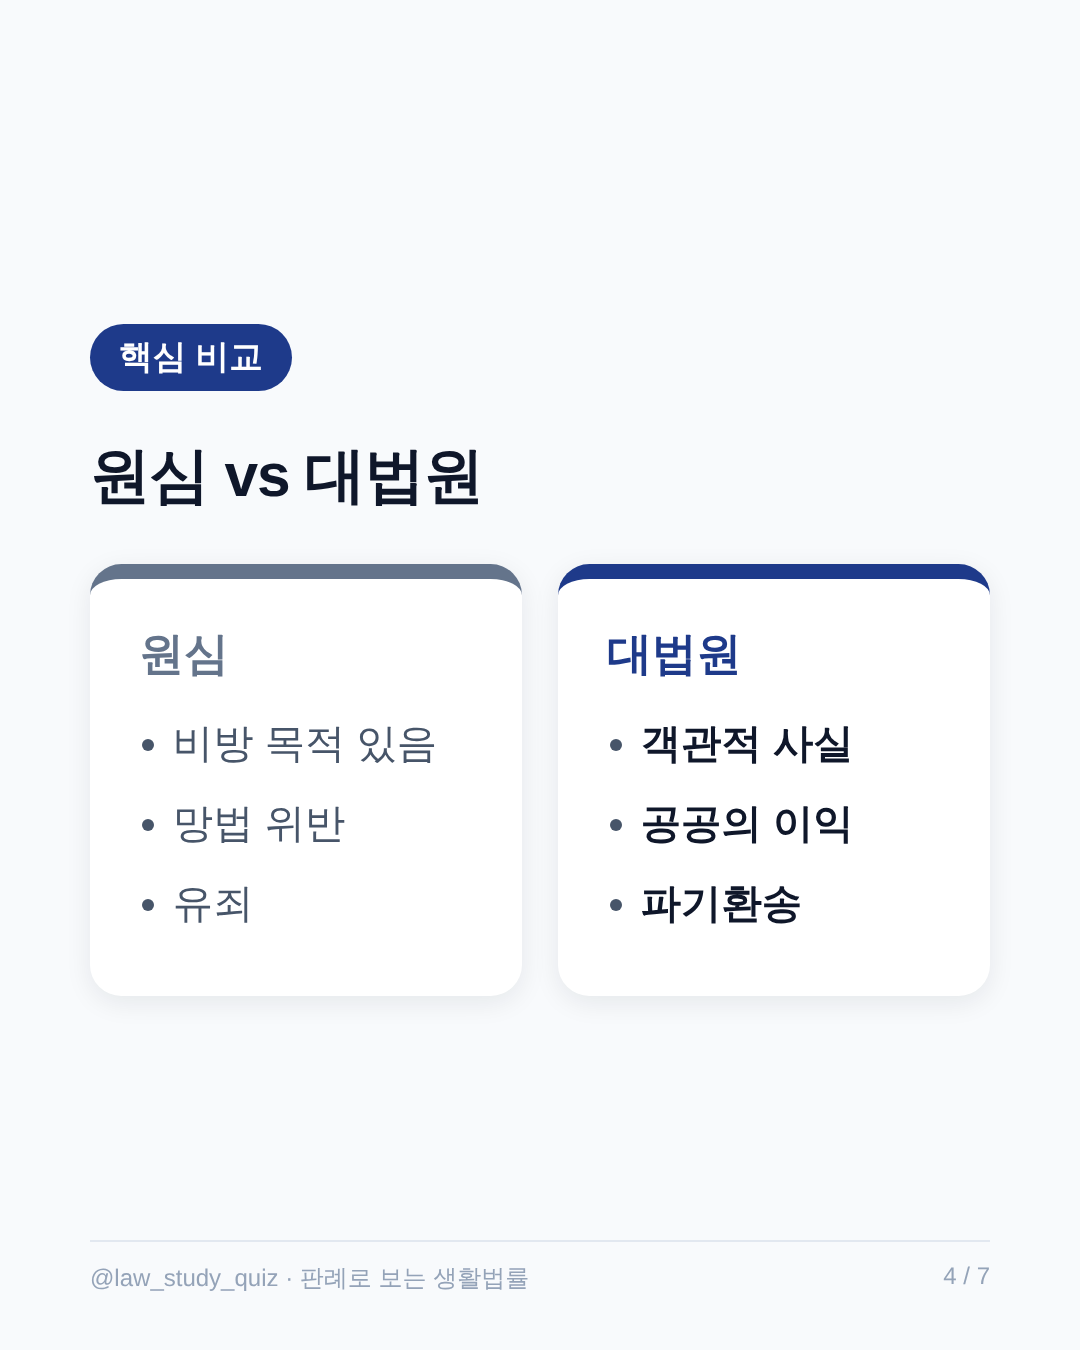 핵심 비교
원심 vs 대법원
원심
• 비방 목적 있음
• 망법 위반
• 유죄
대법원
• 객관적 사실
• 공공의 이익
• 파기환송
@law_study_quiz · 판례로 보는 생활법률
4 / 7